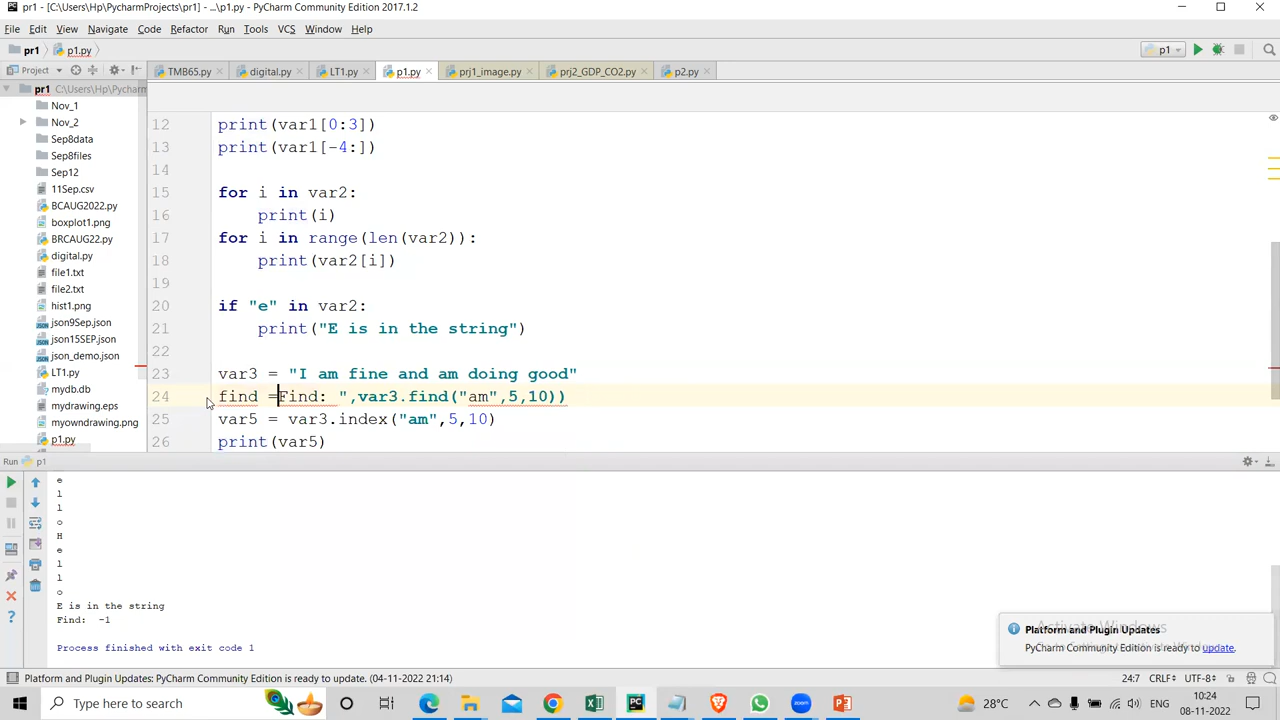 pr1 - [C:\Users\Hp\PycharmProjects\pr1] - ...\p1.py - PyCharm Community Edition 2017.1.2
File Edit View Navigate Code Refactor Run Tools VCS Window Help
pr1 p1.py p1
Project TMB65.py digital.py LT1.py p1.py prj1_image.py prj2_GDP_CO2.py p2.py
pr1 C:\Users\Hp\Pycharm
Nov_1
Nov_2
Sep8data
Sep8files
Sep12
11Sep.csv
BCAUG2022.py
boxplot1.png
BRCAUG22.py
digital.py
file1.txt
file2.txt
hist1.png
json9Sep.json
json15SEP.json
json_demo.json
LT1.py
mydb.db
mydrawing.eps
myowndrawing.png
p1.py
12 print(var1[0:3])
13 print(var1[-4:])
14
15 for i in var2:
16 print(i)
17 for i in range(len(var2)):
18 print(var2[i])
19
20 if "e" in var2:
21 print("E is in the string")
22
23 var3 = "I am fine and am doing good"
24 find =Find: ",var3.find("am",5,10))
25 var5 = var3.index("am",5,10)
26 print(var5)
Run p1
e
l
l
o
H
e
l
l
o
E is in the string
Find:  -1
Process finished with exit code 1
Activate Windows
Platform and Plugin Updates
PyCharm Community Edition is ready to update.
Platform and Plugin Updates: PyCharm Community Edition is ready to update. (04-11-2022 21:14) 24:7 CRLF÷ UTF-8÷
Type here to search 28°C ENG 10:24
08-11-2022